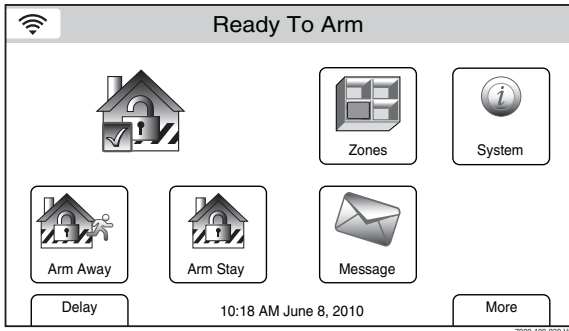 Ready To Arm
Zones
System
Arm Away
Arm Stay
Message
Delay
10:18 AM June 8, 2010
More